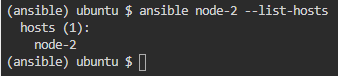 (ansible) ubuntu $ ansible node-2 --list-hosts
  hosts (1):
    node-2
(ansible) ubuntu $